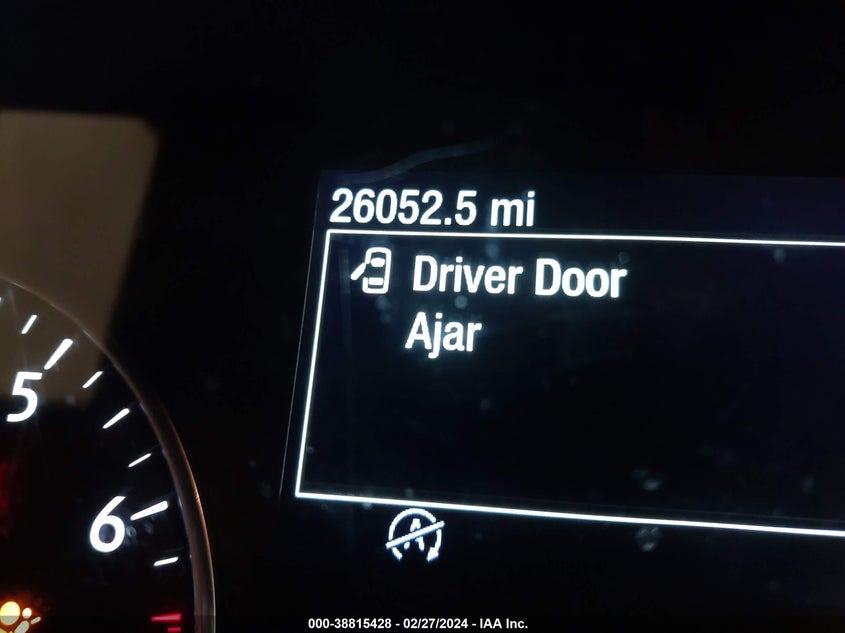 26052.5 mi
Driver Door
Ajar
5
6
A
000-38815428 - 02/27/2024 - IAA Inc.